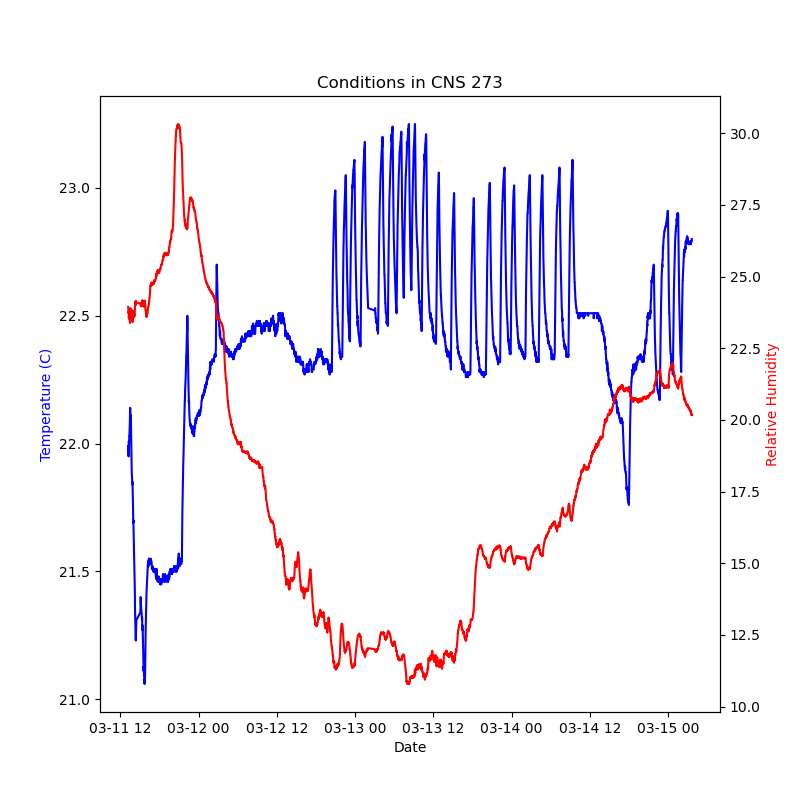 Conditions in CNS 273
Temperature (C)
23.0
22.5
22.0
21.5
21.0
30.0
27.5
25.0
22.5
20.0
17.5
15.0
12.5
10.0
Relative Humidity
03-11 12 03-12 00 03-12 12 03-13 00 03-13 12 03-14 00 03-14 12 03-15 00
Date